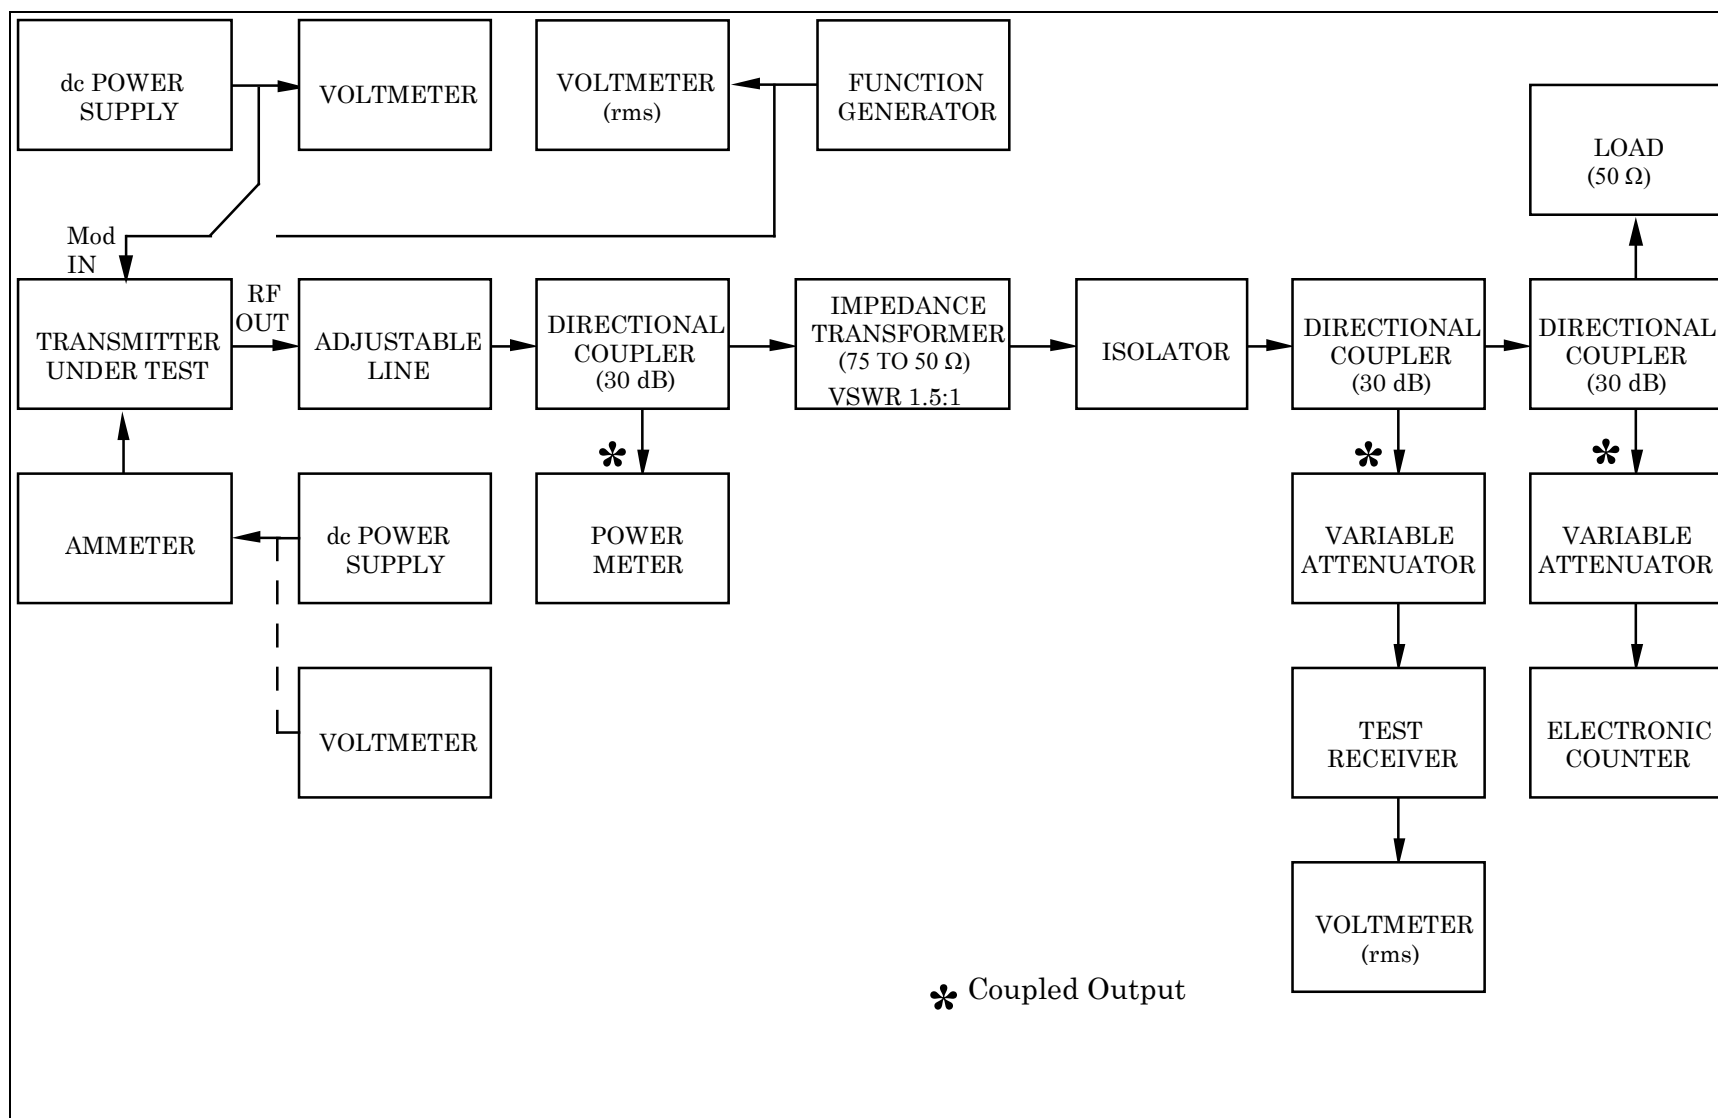 dc POWER
SUPPLY
VOLTMETER
VOLTMETER
(rms)
FUNCTION
GENERATOR
LOAD
(50 Ω)
Mod
IN
TRANSMITTER
UNDER TEST
RF
OUT
ADJUSTABLE
LINE
DIRECTIONAL
COUPLER
(30 dB)
IMPEDANCE
TRANSFORMER
(75 TO 50 Ω)
VSWR 1.5:1
ISOLATOR
DIRECTIONAL
COUPLER
(30 dB)
DIRECTIONAL
COUPLER
(30 dB)
*
*
*
AMMETER
dc POWER
SUPPLY
POWER
METER
VARIABLE
ATTENUATOR
VARIABLE
ATTENUATOR
VOLTMETER
TEST
RECEIVER
ELECTRONIC
COUNTER
VOLTMETER
(rms)
* Coupled Output